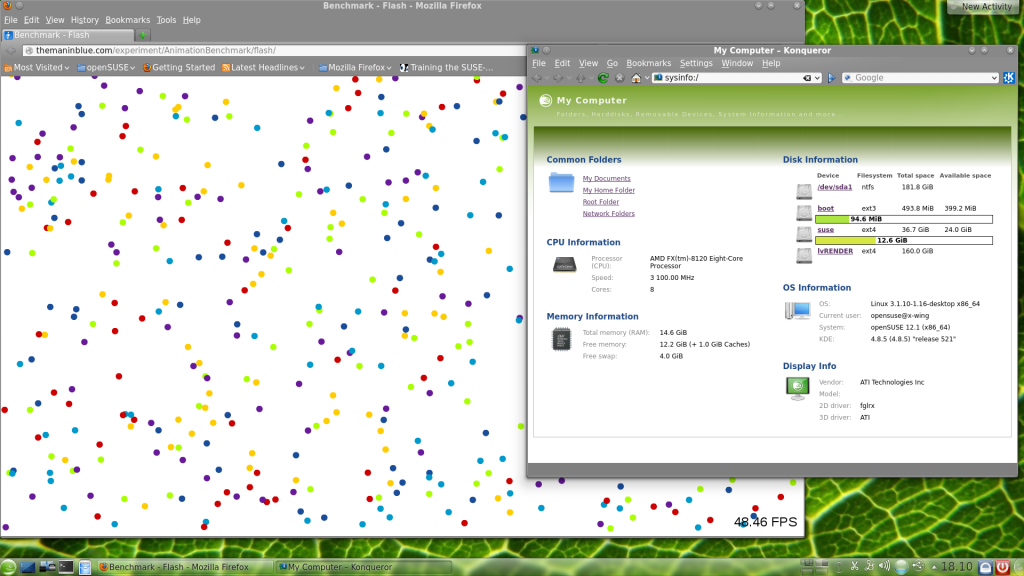 Benchmark - Flash - Mozilla Firefox
New Activity
File Edit View History Bookmarks Tools Help
Benchmark - Flash
themaninblue.com/experiment/AnimationBenchmark/flash/
Most Visited openSUSE Getting Started Latest Headlines Mozilla Firefox Training the SUSE-...
48.46 FPS
My Computer - Konqueror
File Edit View Go Bookmarks Settings Window Help
sysinfo:/ Google
My Computer
Folders, Harddisks, Removable Devices, System Information and more...
Common Folders
My Documents
My Home Folder
Root Folder
Network Folders
CPU Information
Processor (CPU): AMD FX(tm)-8120 Eight-Core Processor
Speed: 3 100.00 MHz
Cores: 8
Memory Information
Total memory (RAM): 14.6 GiB
Free memory: 12.2 GiB (+ 1.0 GiB Caches)
Free swap: 4.0 GiB
Disk Information
Device Filesystem Total space Available space
/dev/sda1 ntfs 181.8 GiB
boot ext3 493.8 MiB 399.2 MiB
94.6 MiB
suse ext4 36.7 GiB 24.0 GiB
12.6 GiB
lvRENDER ext4 160.0 GiB
OS Information
OS: Linux 3.1.10-1.16-desktop x86_64
Current user: opensuse@x-wing
System: openSUSE 12.1 (x86_64)
KDE: 4.8.5 (4.8.5) "release 521"
Display Info
Vendor: ATI Technologies Inc
Model:
2D driver: fglrx
3D driver: ATI
Benchmark - Flash - Mozilla Firefox My Computer - Konqueror 18.10